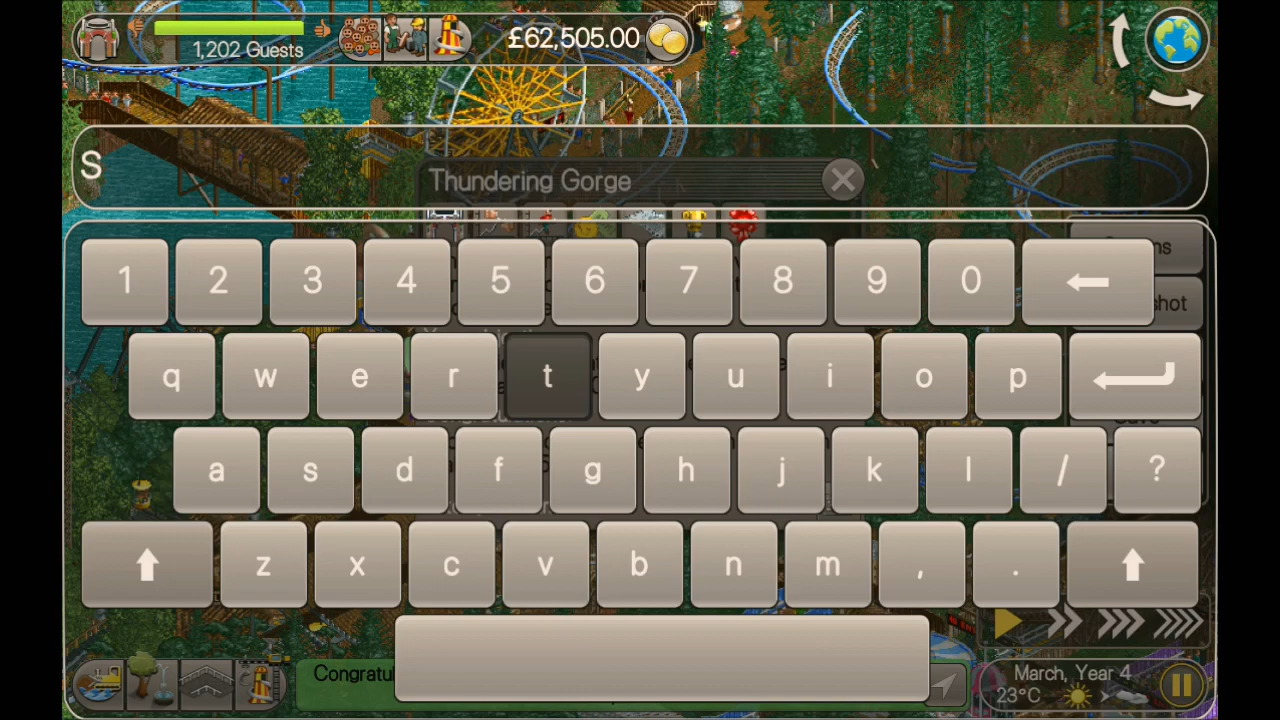 1,202 Guests
£62,505.00
S
Thundering Gorge
1 2 3 4 5 6 7 8 9 0
q w e r t y u i o p
a s d f g h j k l / ?
z x c v b n m , .
Congratul
March, Year 4
23°C